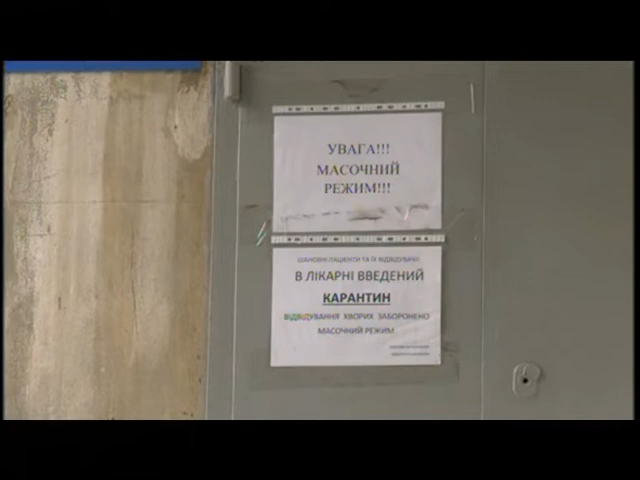 УВАГА!!!
МАСОЧНИЙ
РЕЖИМ!!!
ШАНОВНІ ПАЦІЄНТИ ТА ЇХ ВІДВІДУВАЧІ!
В ЛІКАРНІ ВВЕДЕНИЙ
КАРАНТИН
ВІДВІДУВАННЯ ХВОРИХ ЗАБОРОНЕНО
МАСОЧНИЙ РЕЖИМ